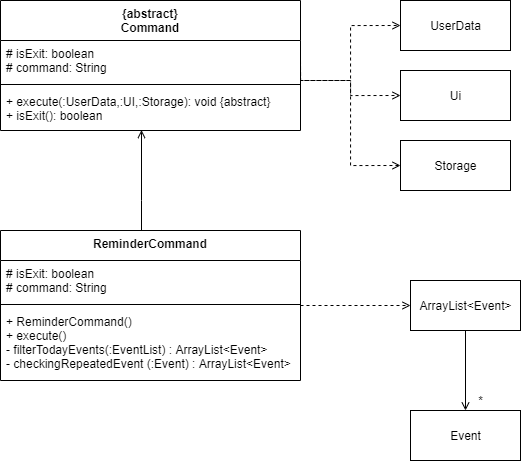 {abstract}
Command
# isExit: boolean
# command: String
+ execute(:UserData,:UI,:Storage): void {abstract}
+ isExit(): boolean
UserData
Ui
Storage
ReminderCommand
# isExit: boolean
# command: String
+ ReminderCommand()
+ execute()
- filterTodayEvents(:EventList) : ArrayList<Event>
- checkingRepeatedEvent (:Event) : ArrayList<Event>
ArrayList<Event>
*
Event